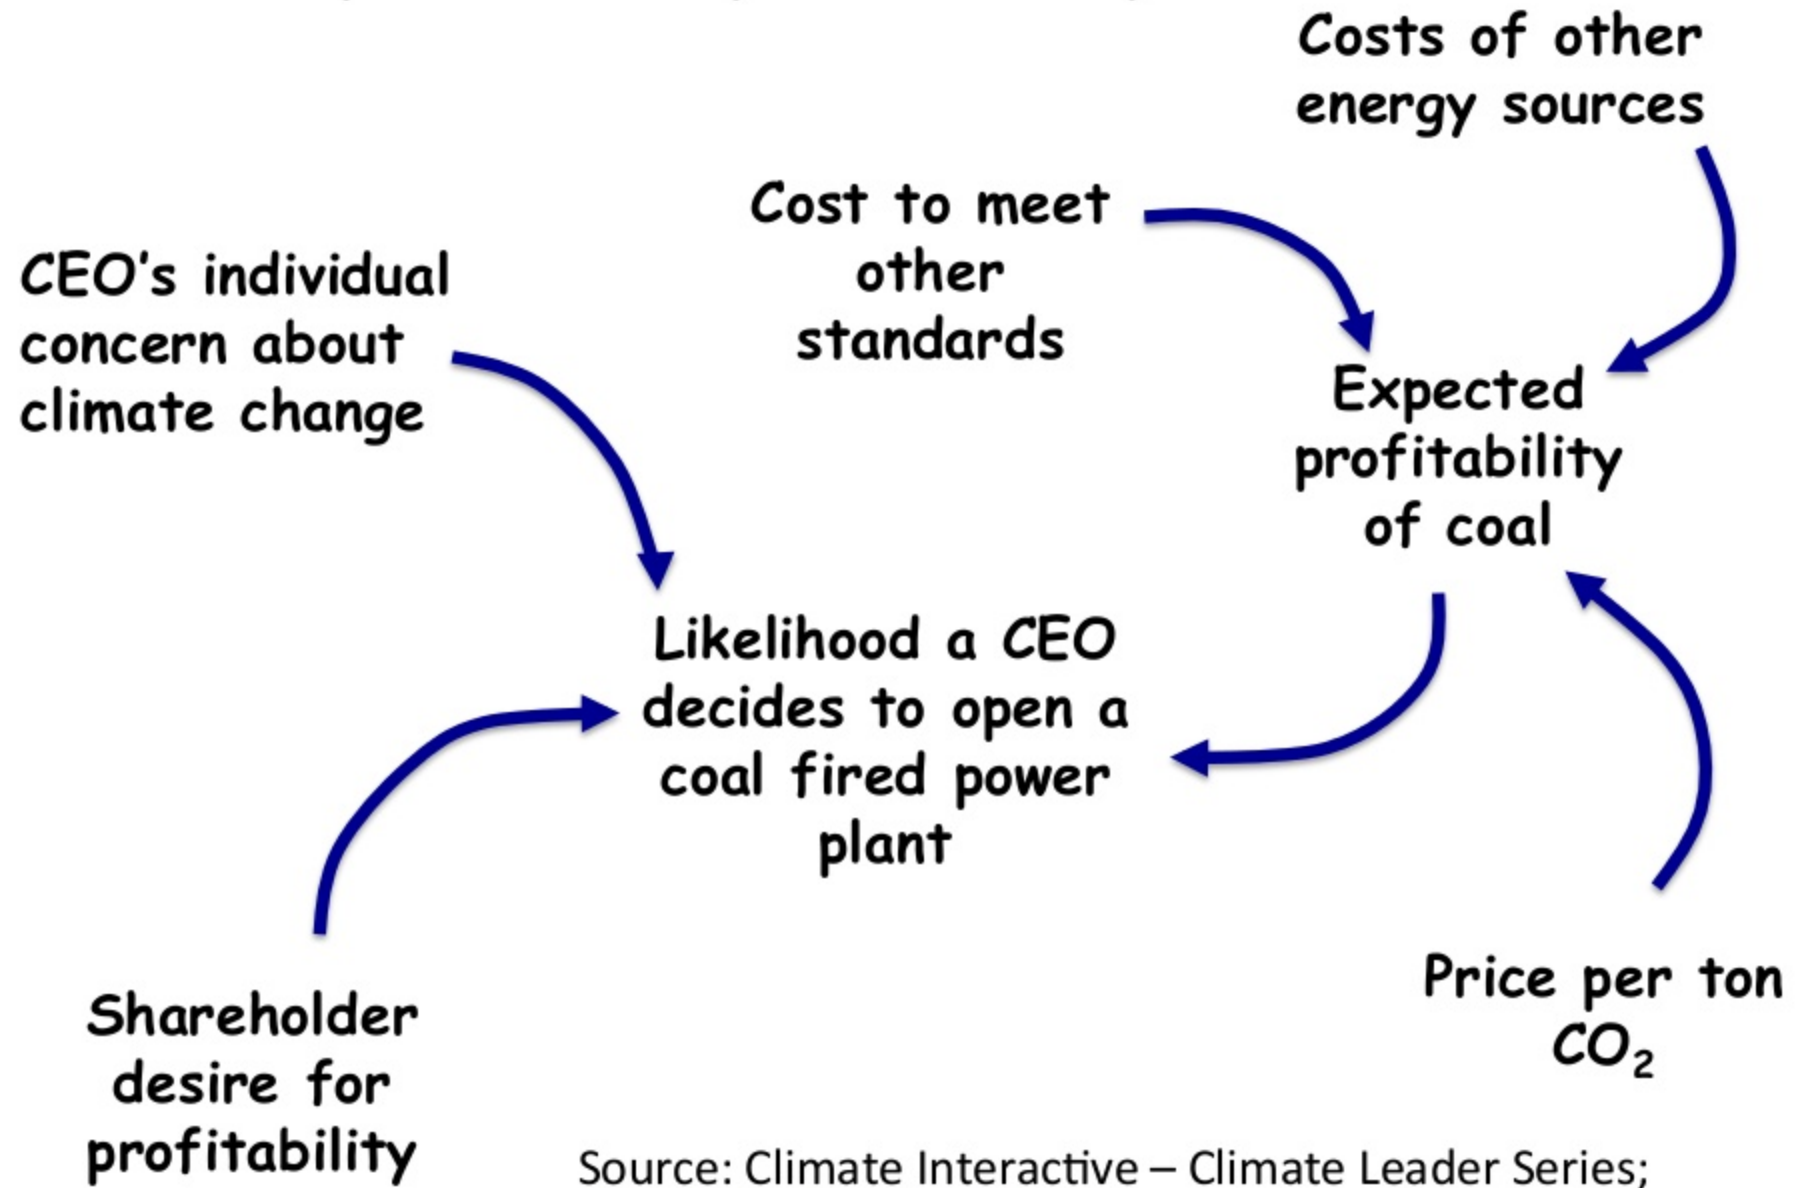 Costs of other
energy sources
Cost to meet
other
standards
CEO's individual
concern about
climate change
Expected
profitability
of coal
Likelihood a CEO
decides to open a
coal fired power
plant
Price per ton
CO₂
Shareholder
desire for
profitability
Source: Climate Interactive – Climate Leader Series;